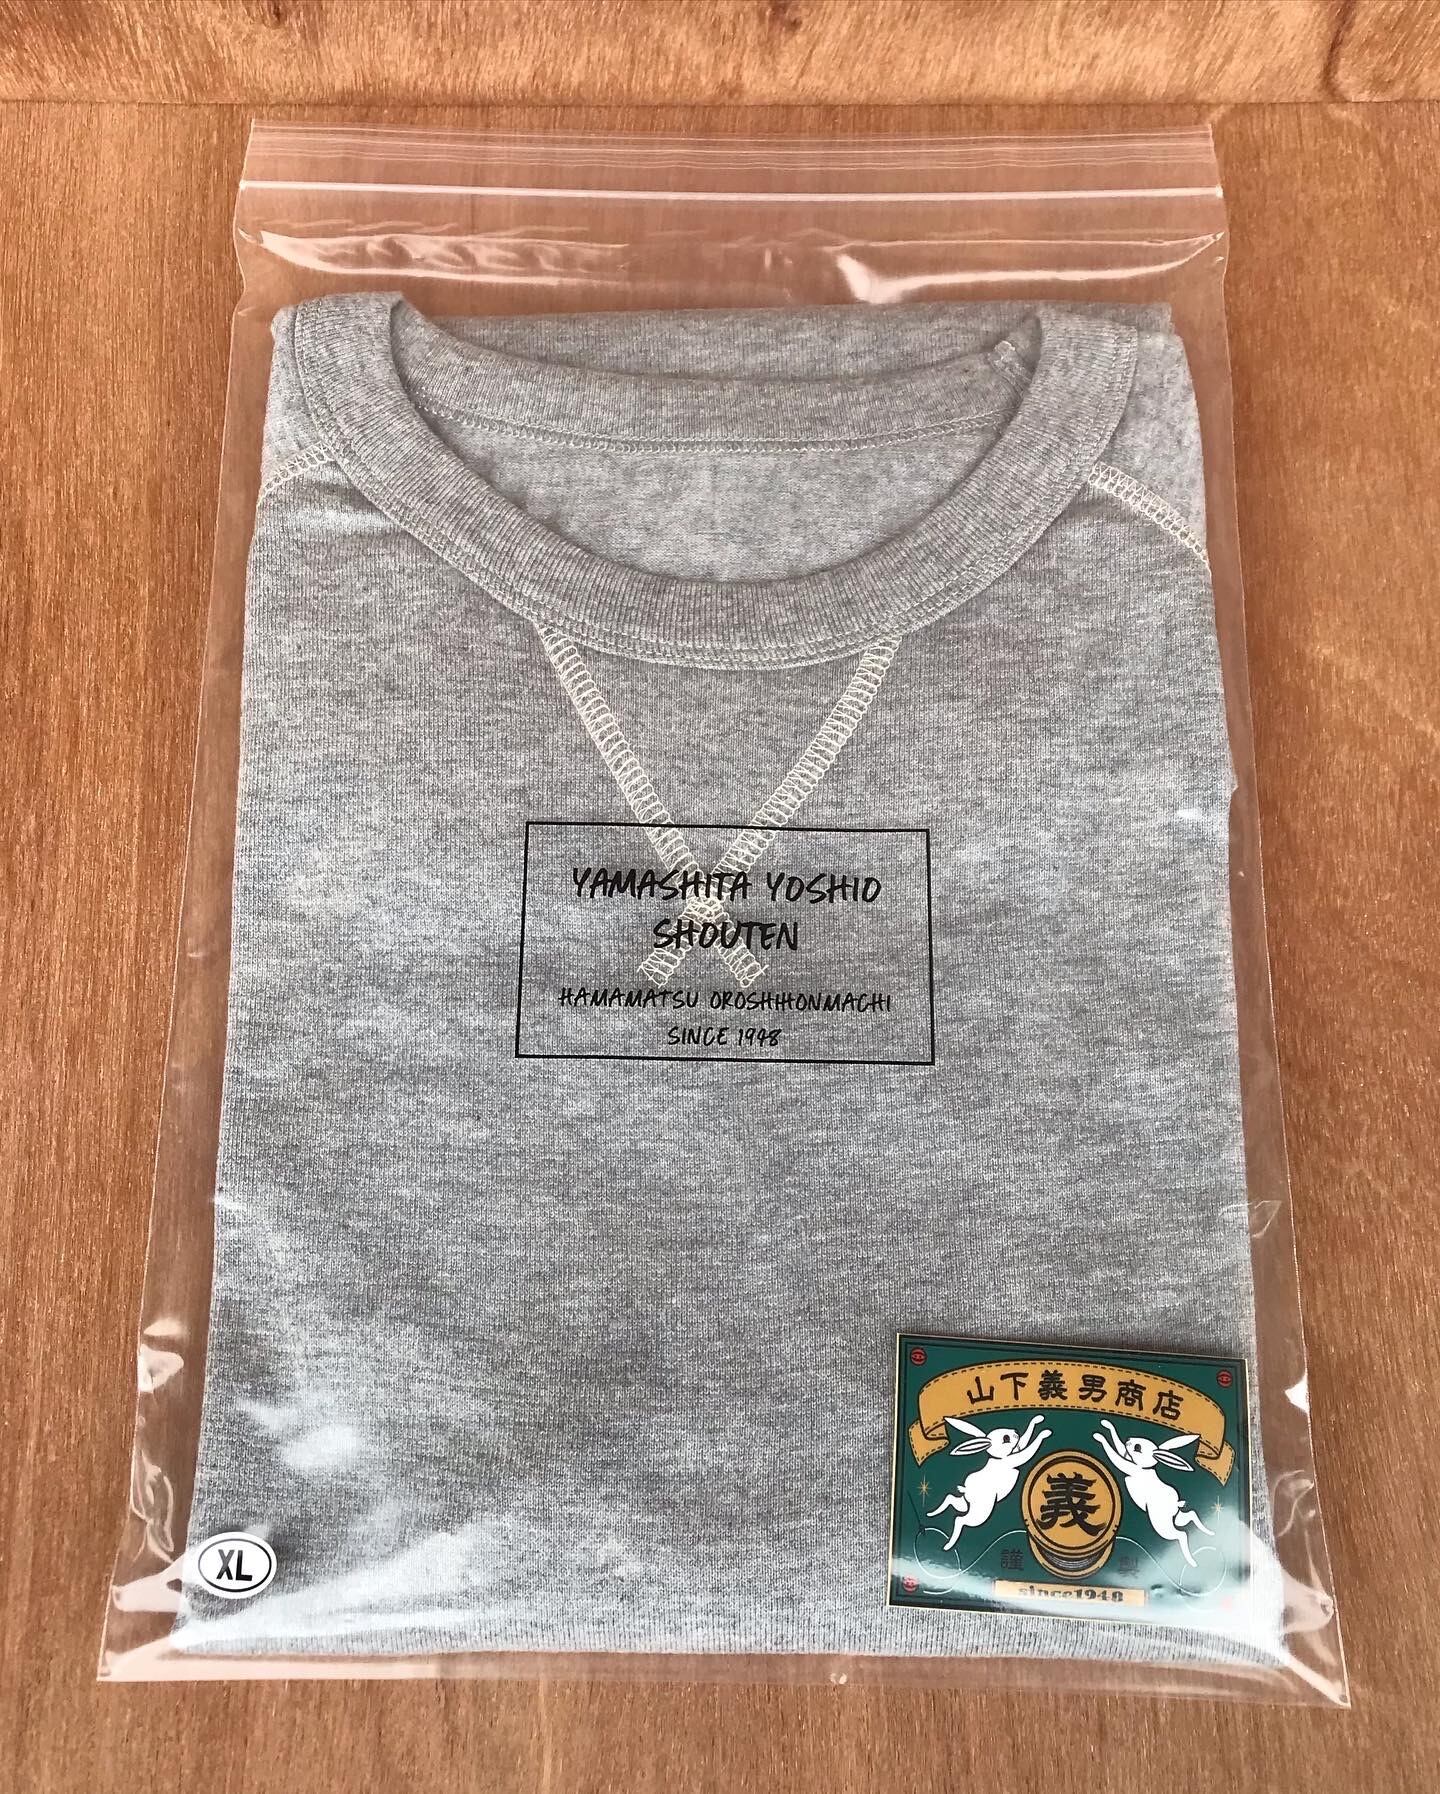 YAMASHITA YOSHIO
SHOUTEN
HAMAMATSU OROSHIHONMACHI
SINCE 1948
山下義男商店
義
謹 製
since1948
XL